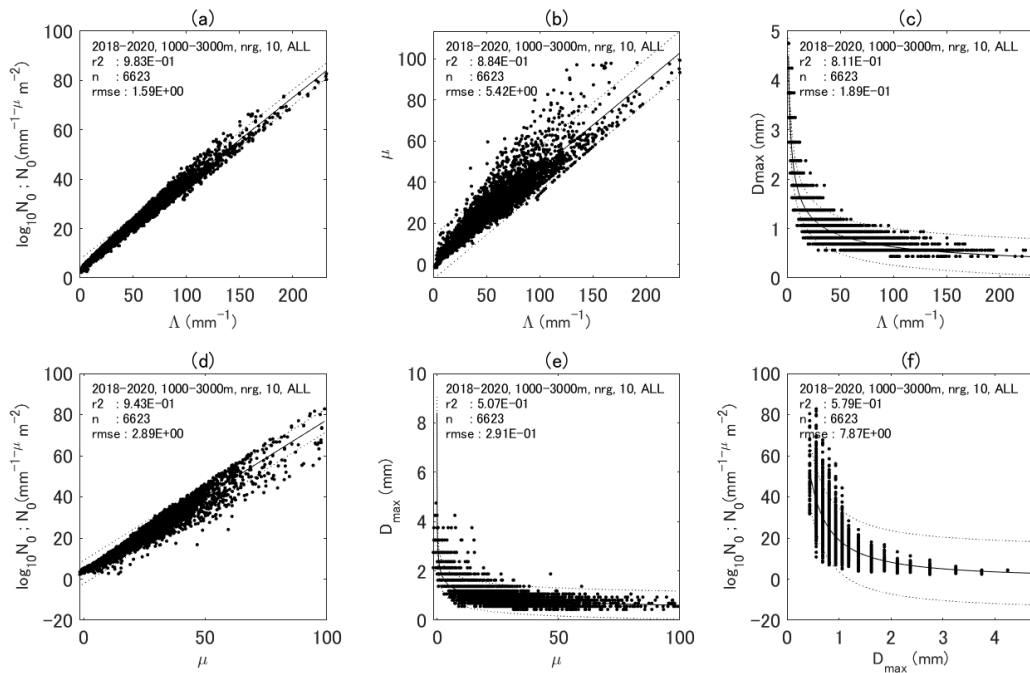 (a)
2018-2020, 1000-3000m, nrg, 10, ALL
r2 : 9.83E-01
n : 6623
rmse : 1.59E+00
100
80
60
40
20
0
log₁₀N₀ ; N₀(mm⁻¹⁻μ m⁻²)
0 50 100 150 200
Λ (mm⁻¹)
(b)
2018-2020, 1000-3000m, nrg, 10, ALL
r2 : 8.84E-01
n : 6623
rmse : 5.42E+00
100
80
60
40
20
0
μ
0 50 100 150 200
Λ (mm⁻¹)
(c)
2018-2020, 1000-3000m, nrg, 10, ALL
r2 : 8.11E-01
n : 6623
rmse : 1.89E-01
5
4
3
2
1
0
Dmax (mm)
0 50 100 150 200
Λ (mm⁻¹)
(d)
2018-2020, 1000-3000m, nrg, 10, ALL
r2 : 9.43E-01
n : 6623
rmse : 2.89E+00
100
80
60
40
20
0
-20
log₁₀N₀ ; N₀(mm⁻¹⁻μ m⁻²)
0 50 100
μ
(e)
2018-2020, 1000-3000m, nrg, 10, ALL
r2 : 5.07E-01
n : 6623
rmse : 2.91E-01
10
8
6
4
2
0
D_max (mm)
0 50 100
μ
(f)
2018-2020, 1000-3000m, nrg, 10, ALL
r2 : 5.79E-01
n : 6623
rmse : 7.87E+00
100
80
60
40
20
0
-20
log₁₀N₀ ; N₀(mm⁻¹⁻μ m⁻²)
0 1 2 3 4
D_max (mm)